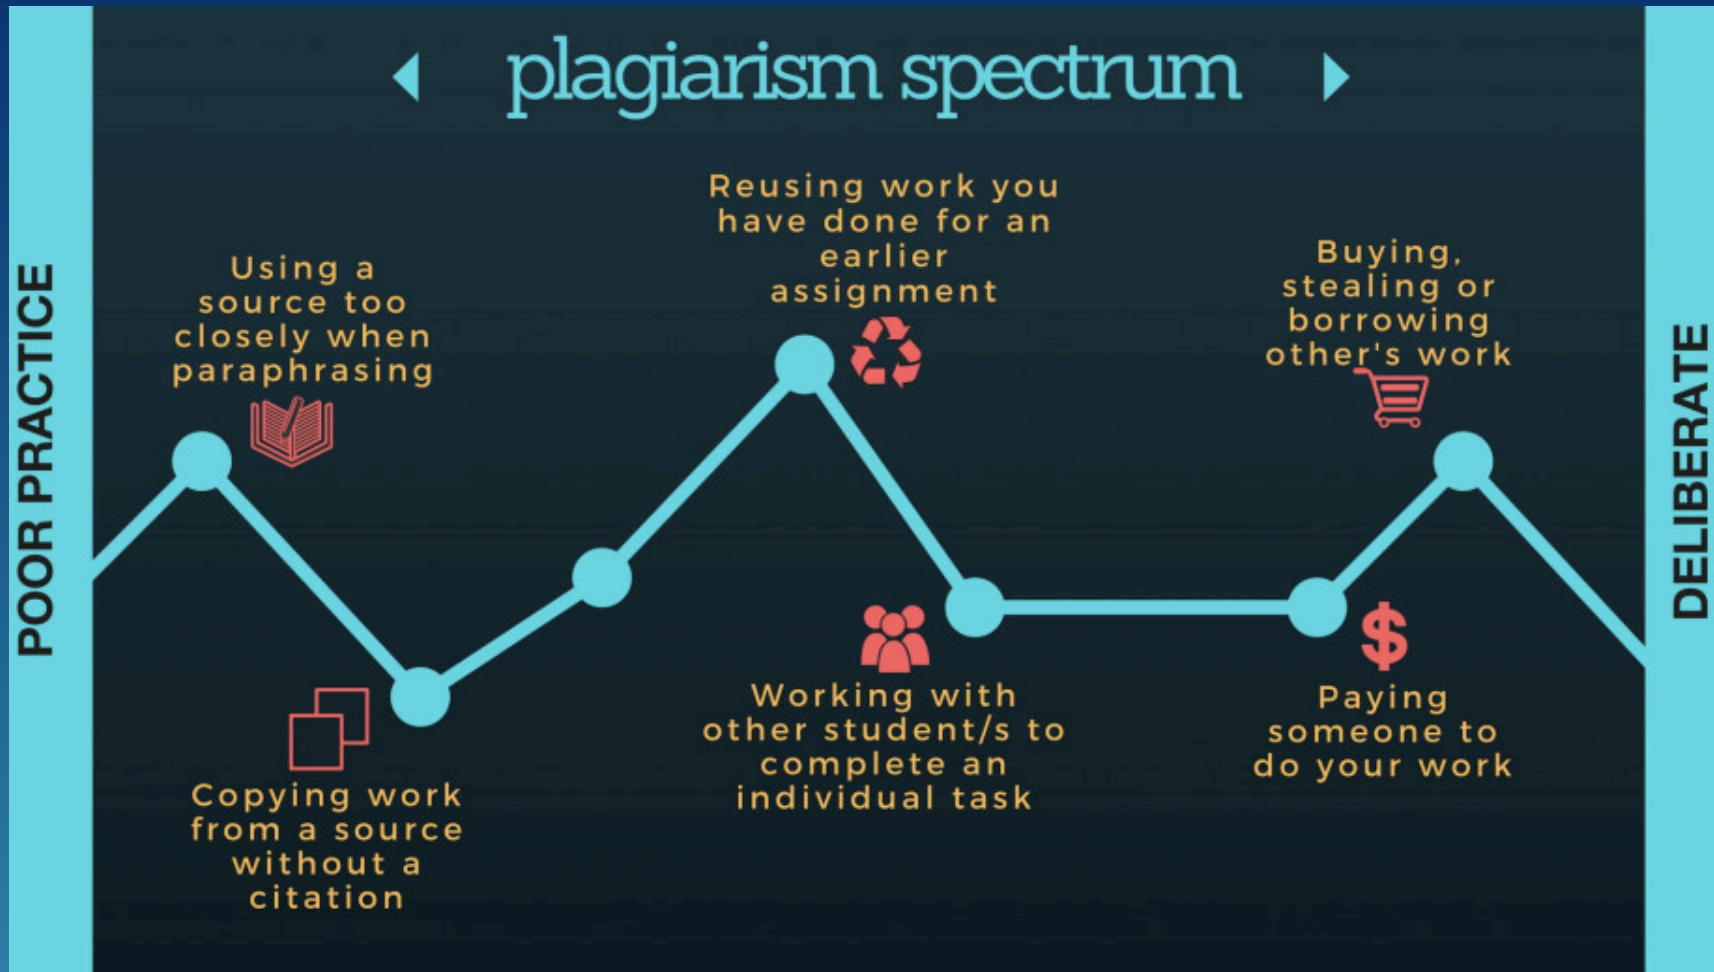 plagiarism spectrum
POOR PRACTICE
Using a
source too
closely when
paraphrasing
Copying work
from a source
without a
citation
Reusing work you
have done for an
earlier
assignment
Working with
other student/s to
complete an
individual task
Buying,
stealing or
borrowing
other's work
$
Paying
someone to
do your work
DELIBERATE